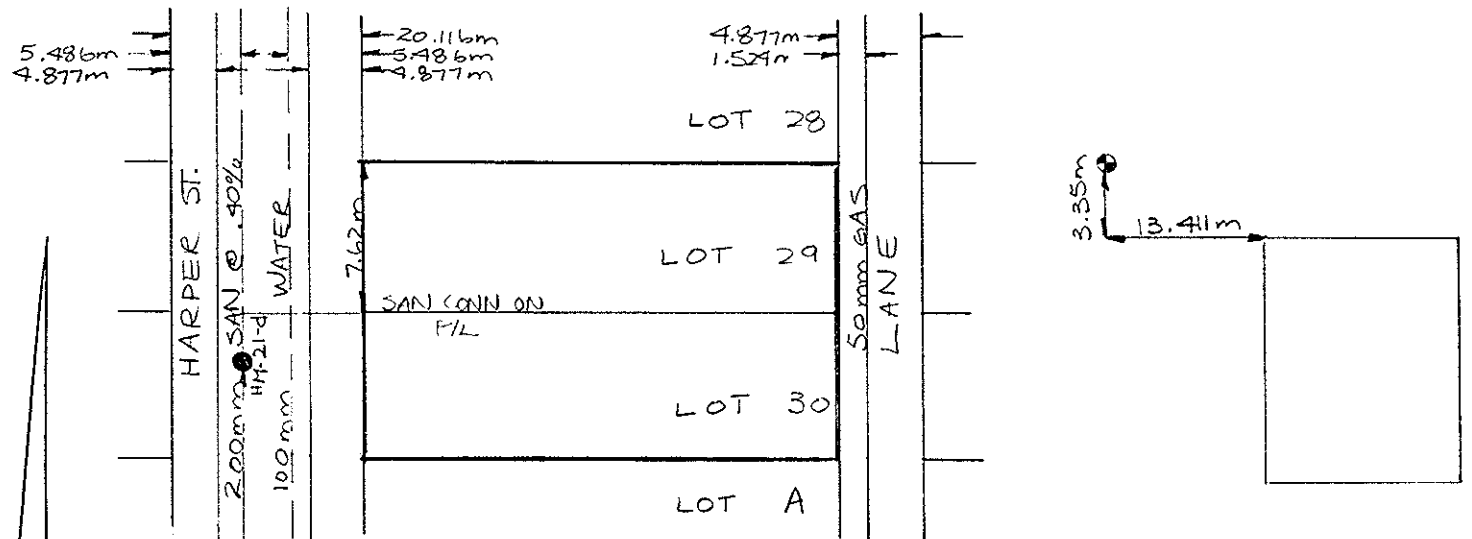 5.486m
4.877m
20.116m
5.486m
4.877m
4.877m
1.524m
LOT 28
HARPER ST.
200mm SAN @ .40%
HM-21-d
100mm WATER
7.62m
LOT 29
SAN CONN ON
P/L
LOT 30
LOT A
50mm GAS
LANE
3.35m
13.411m